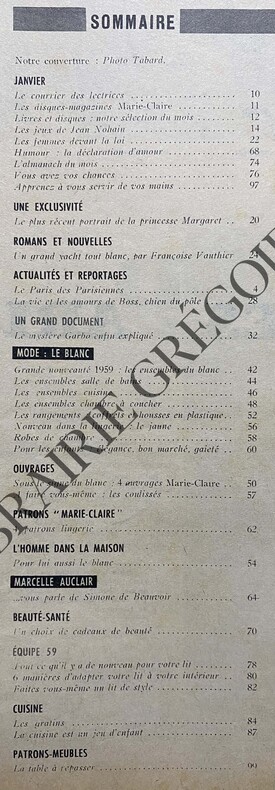 SOMMAIRE
Notre couverture : Photo Tabard.
JANVIER
Le courrier des lectrices 10
Les disques-magazines Marie-Claire 11
Livres et disques : notre sélection du mois 12
Les jeux de Jean Nohain 14
Les femmes devant la loi 22
Humour : la déclaration d'amour 68
L'almanach du mois 74
Vous avez vos chances 76
Apprenez à vous servir de vos mains 97
UNE EXCLUSIVITÉ
Le plus récent portrait de la princesse Margaret 20
ROMANS ET NOUVELLES
Un grand yacht tout blanc, par Françoise Vauthier 24
ACTUALITÉS ET REPORTAGES
Le Paris des Parisiennes 4
La vie et les amours de Boss, chien du pôle 28
UN GRAND DOCUMENT
Le mystère Garbo enfin expliqué 32
MODE : LE BLANC
Grande nouveauté 1959 : les ensembles du blanc 42
Les ensembles salle de bains 44
Les ensembles cuisine 46
Les ensembles chambre à coucher 48
Les rangements : coffrets et housses en plastique 52
Nouveau dans la lingerie : le jaune 56
Robes de chambre 58
Pour les enfants : élégance, bon marché, gaieté 60
OUVRAGES
Sous le signe du blanc : 4 ouvrages Marie-Claire 50
A faire vous-même : les coulissés 57
PATRONS "MARIE-CLAIRE"
4 patrons lingerie 62
L'HOMME DANS LA MAISON
Pour lui aussi le blanc 54
MARCELLE AUCLAIR
...vous parle de Simone de Beauvoir 64
BEAUTÉ-SANTÉ
Un choix de cadeaux de beauté 70
ÉQUIPE 59
Tout ce qu'il y a de nouveau pour votre lit 78
6 manières d'adapter votre lit à votre intérieur 80
Faites vous-même un lit de style 82
CUISINE
Les gratins 84
La cuisine est un jeu d'enfant 87
PATRONS-MEUBLES
La table à repasser 99
LIBRAIRIE GRÉGOIRE